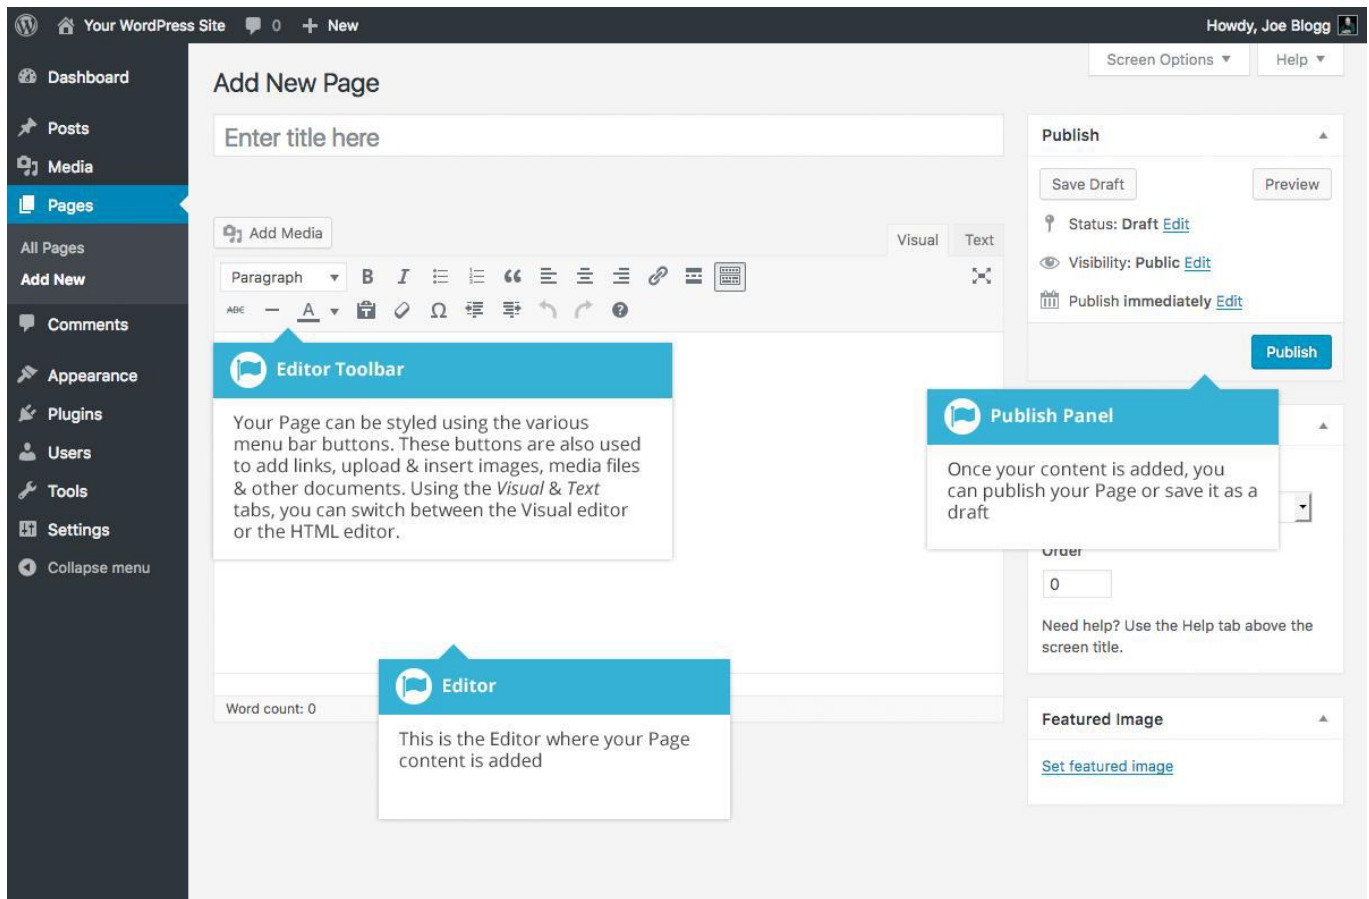 Your WordPress Site 0 New
Howdy, Joe Blogg
Dashboard
Posts
Media
Pages
All Pages
Add New
Comments
Appearance
Plugins
Users
Tools
Settings
Collapse menu
Screen Options Help
Add New Page
Enter title here
Add Media
Visual Text
Paragraph B I
ABC A Ω
Editor Toolbar
Your Page can be styled using the various
menu bar buttons. These buttons are also used
to add links, upload & insert images, media files
& other documents. Using the Visual & Text
tabs, you can switch between the Visual editor
or the HTML editor.
Editor
This is the Editor where your Page
content is added
Word count: 0
Publish
Save Draft Preview
Status: Draft Edit
Visibility: Public Edit
Publish immediately Edit
Publish
Publish Panel
Once your content is added, you
can publish your Page or save it as a
draft
Order
0
Need help? Use the Help tab above the
screen title.
Featured Image
Set featured image